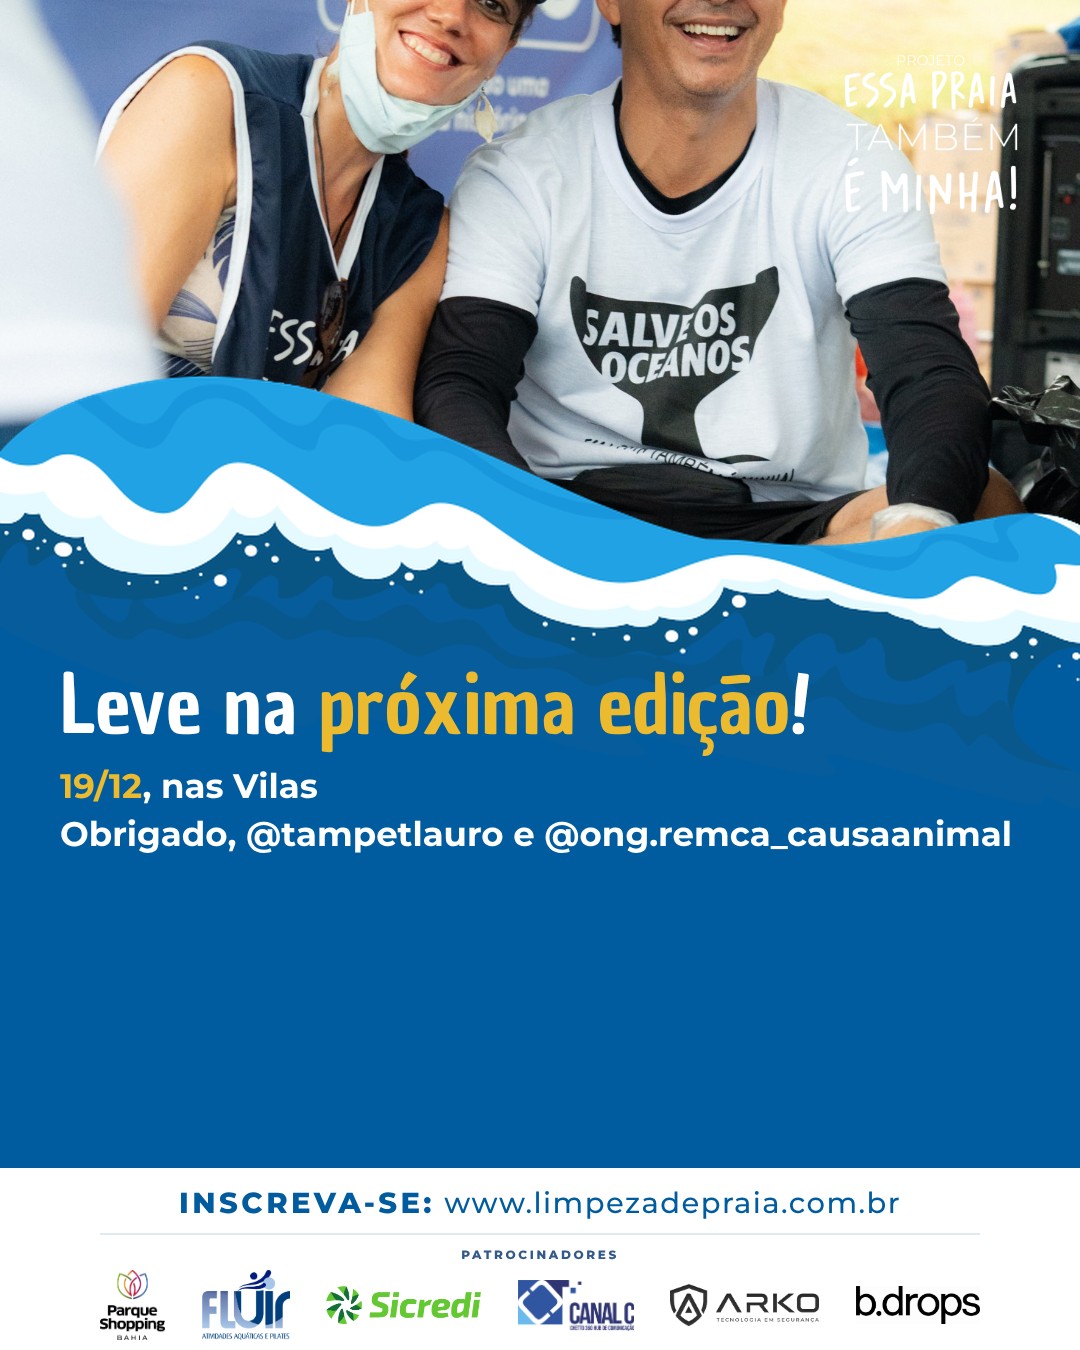 PROJETO
ESSA PRAIA
TAMBÉM
É MINHA!
SALVE OS
OCEANOS
Leve na próxima edição!
19/12, nas Vilas
Obrigado, @tampetlauro e @ong.remca_causaanimal
INSCREVA-SE: www.limpezadepraia.com.br
PATROCINADORES
Parque
Shopping
BAHIA
FLUIR
ATIVIDADES AQUÁTICAS E PILATES
Sicredi
CANAL C
ARKO
TECNOLOGIA EM SEGURANÇA
b.drops